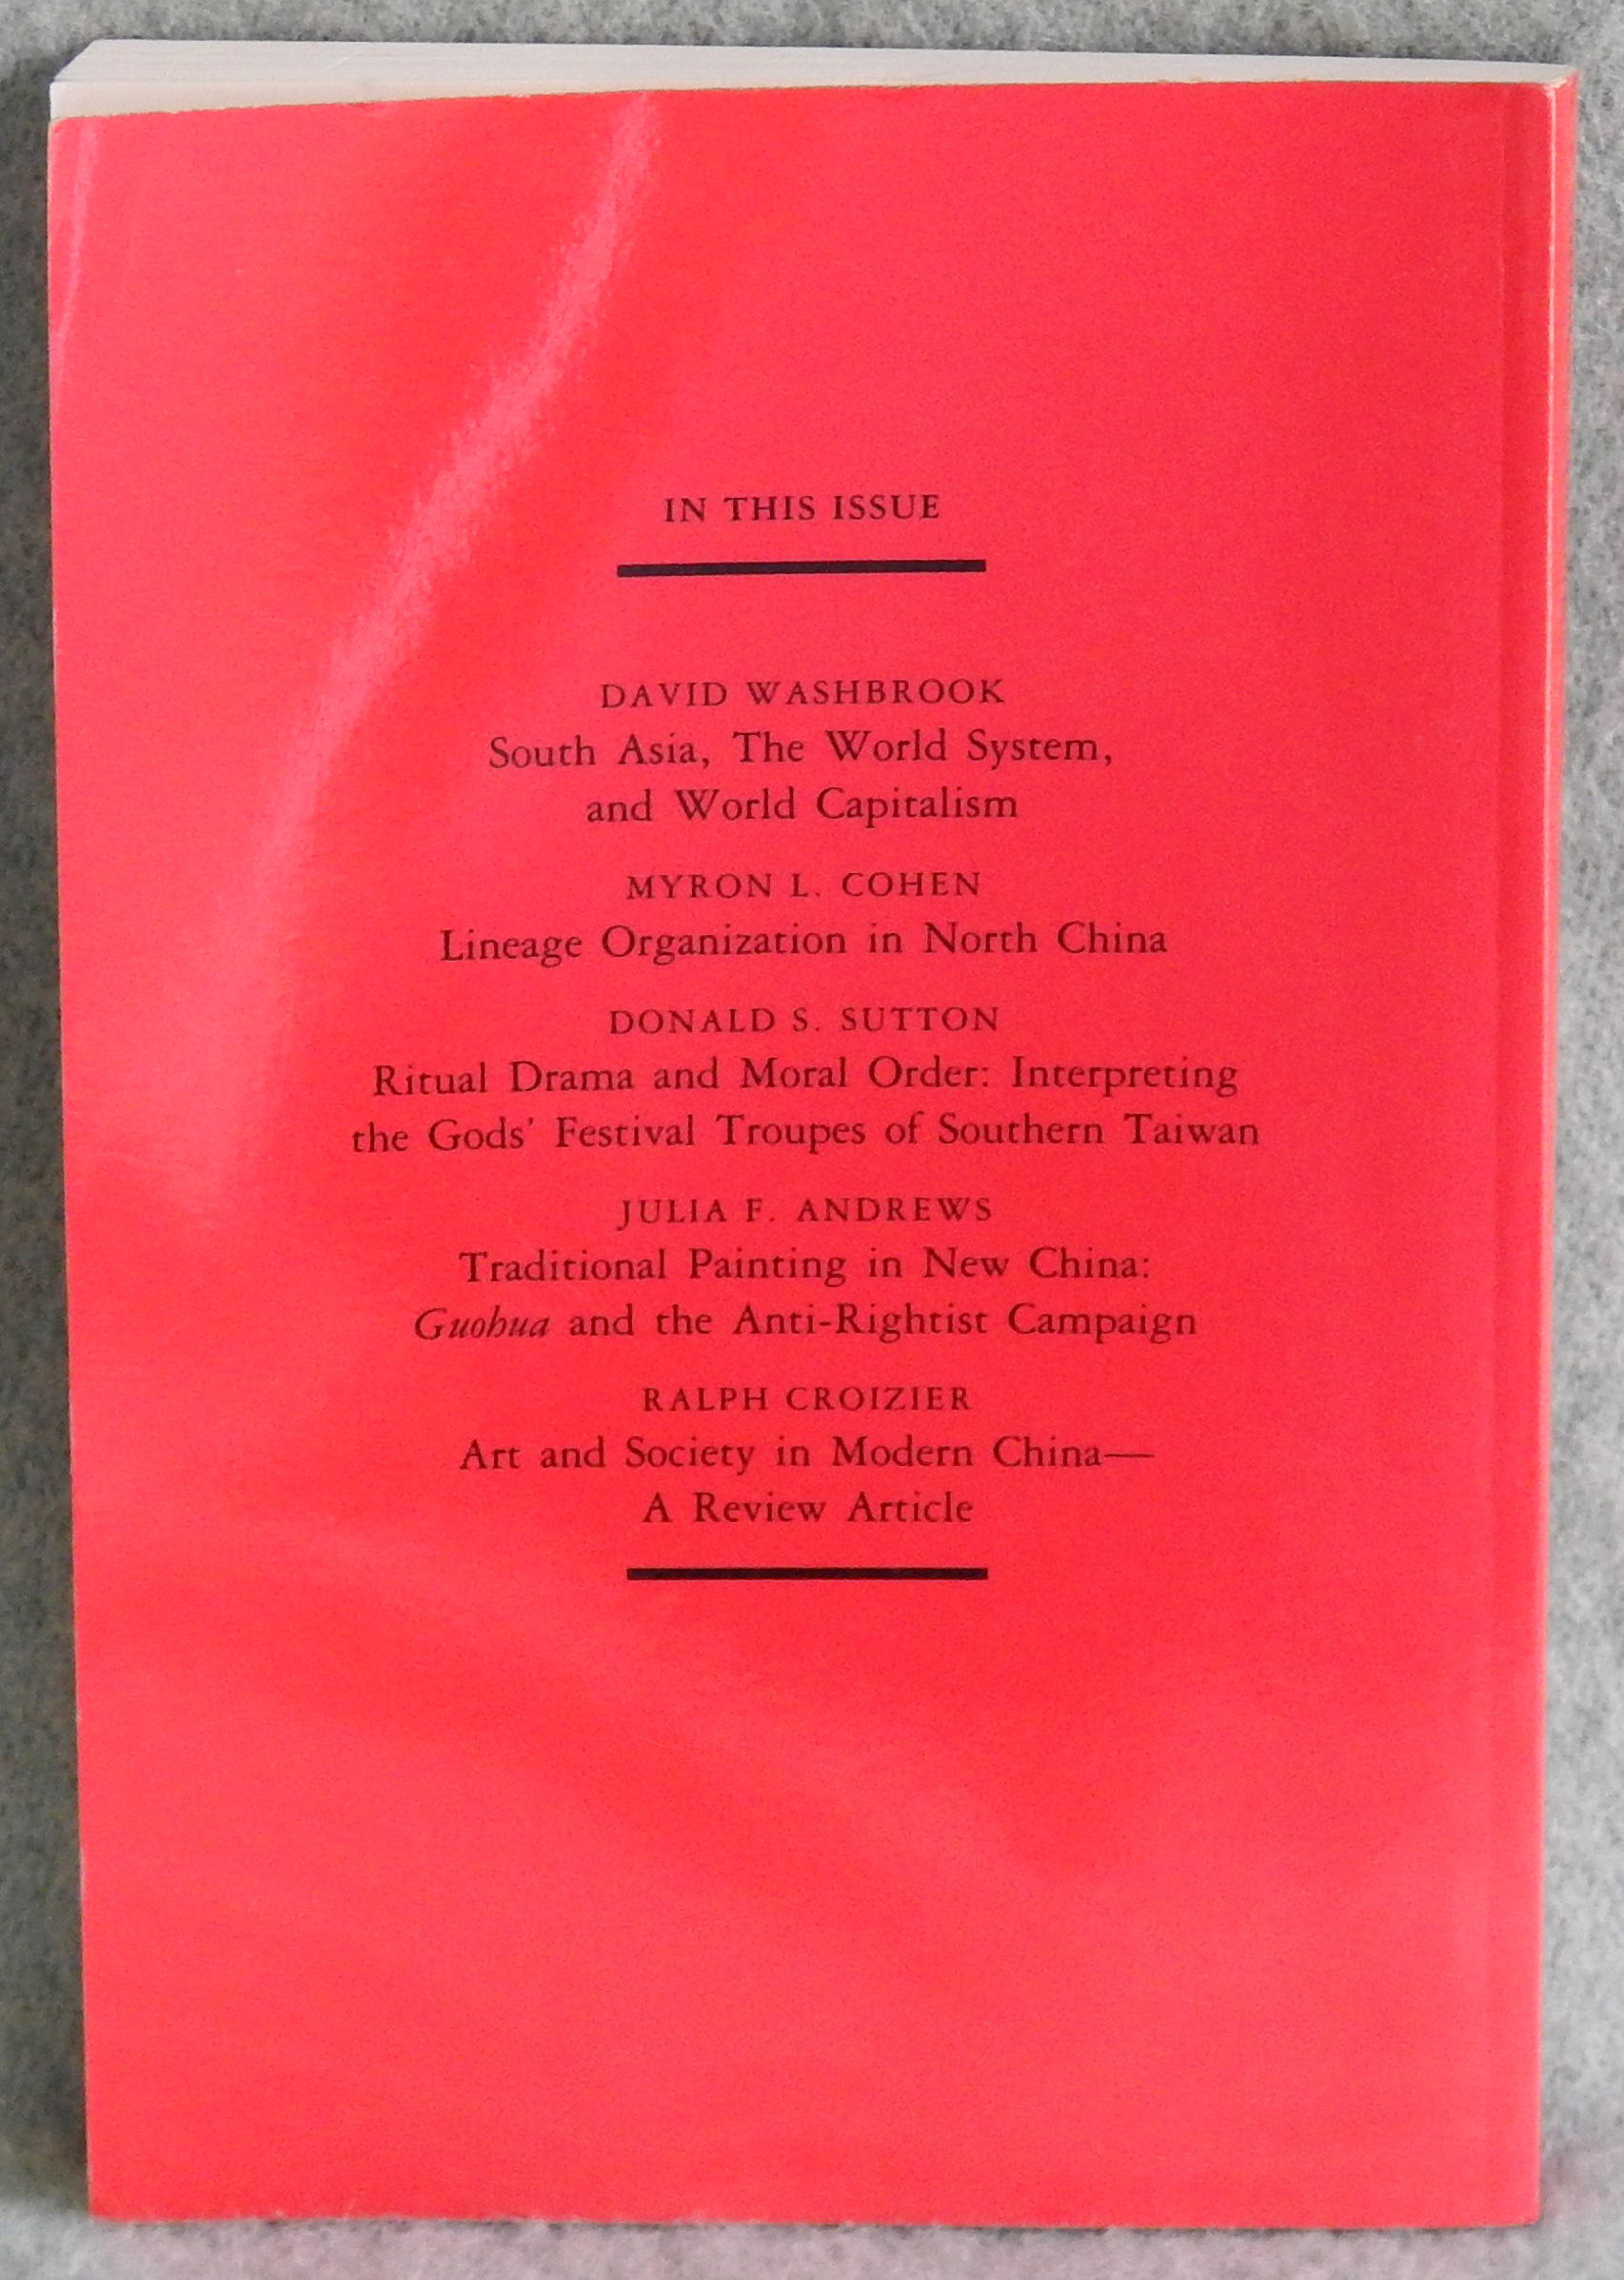 IN THIS ISSUE
DAVID WASHBROOK
South Asia, The World System,
and World Capitalism
MYRON L. COHEN
Lineage Organization in North China
DONALD S. SUTTON
Ritual Drama and Moral Order: Interpreting
the Gods' Festival Troupes of Southern Taiwan
JULIA F. ANDREWS
Traditional Painting in New China:
Guohua and the Anti-Rightist Campaign
RALPH CROIZIER
Art and Society in Modern China—
A Review Article